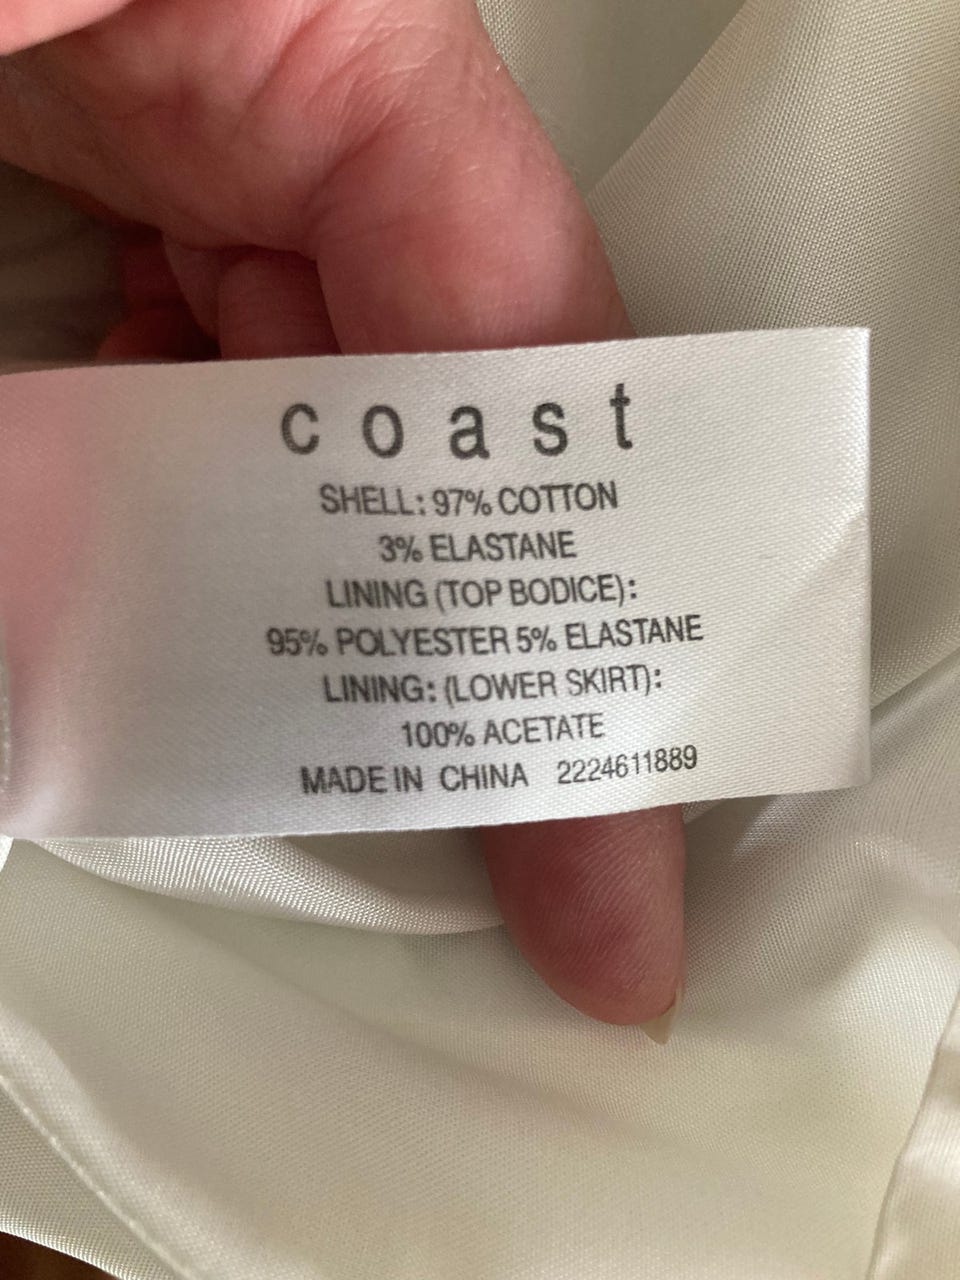 coast
SHELL: 97% COTTON
3% ELASTANE
LINING (TOP BODICE):
95% POLYESTER 5% ELASTANE
LINING: (LOWER SKIRT):
100% ACETATE
MADE IN CHINA 2224611889